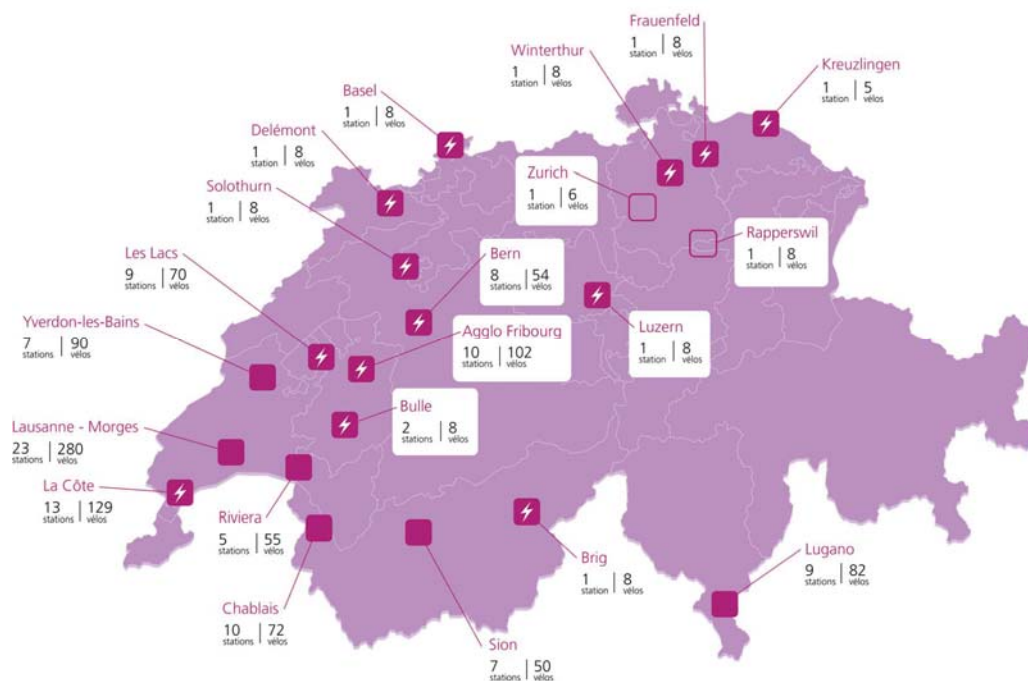 Frauenfeld
1 | 8
station vélos
Winterthur
1 | 8
station vélos
Kreuzlingen
1 | 5
station vélos
Basel
1 | 8
station vélos
Delémont
1 | 8
station vélos
Zurich
1 | 6
station vélos
Solothurn
1 | 8
station vélos
Rapperswil
1 | 8
station vélos
Les Lacs
9 | 70
stations vélos
Bern
8 | 54
stations vélos
Yverdon-les-Bains
7 | 90
stations vélos
Agglo Fribourg
10 | 102
stations vélos
Luzern
1 | 8
station vélos
Bulle
2 | 8
stations vélos
Lausanne - Morges
23 | 280
stations vélos
La Côte
13 | 129
stations vélos
Riviera
5 | 55
stations vélos
Brig
1 | 8
station vélos
Lugano
9 | 82
stations vélos
Chablais
10 | 72
stations vélos
Sion
7 | 50
stations vélos